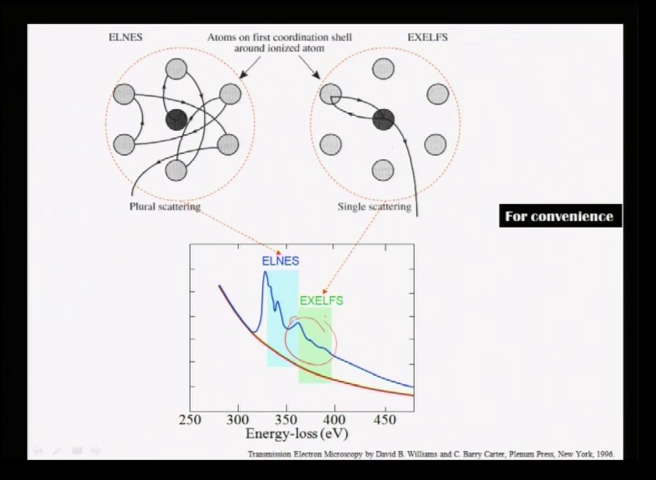 ELNES
Atoms on first coordination shell
around ionized atom
EXELFS
Plural scattering
Single scattering
For convenience
ELNES
EXELFS
250 300 350 400 450
Energy-loss (eV)
Transmission Electron Microscopy by David B. Williams and C. Barry Carter, Plenum Press, New York, 1996.